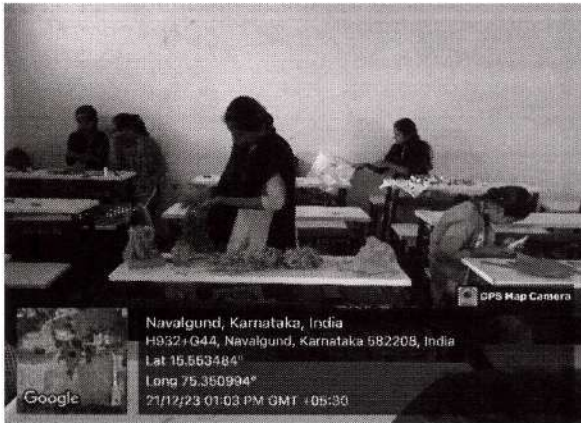 GPS Map Camera
Navalgund, Karnataka, India
H932+G44, Navalgund, Karnataka 582208, India
Lat 15.553484°
Long 75.350994°
21/12/23 01:03 PM GMT +05:30
Google